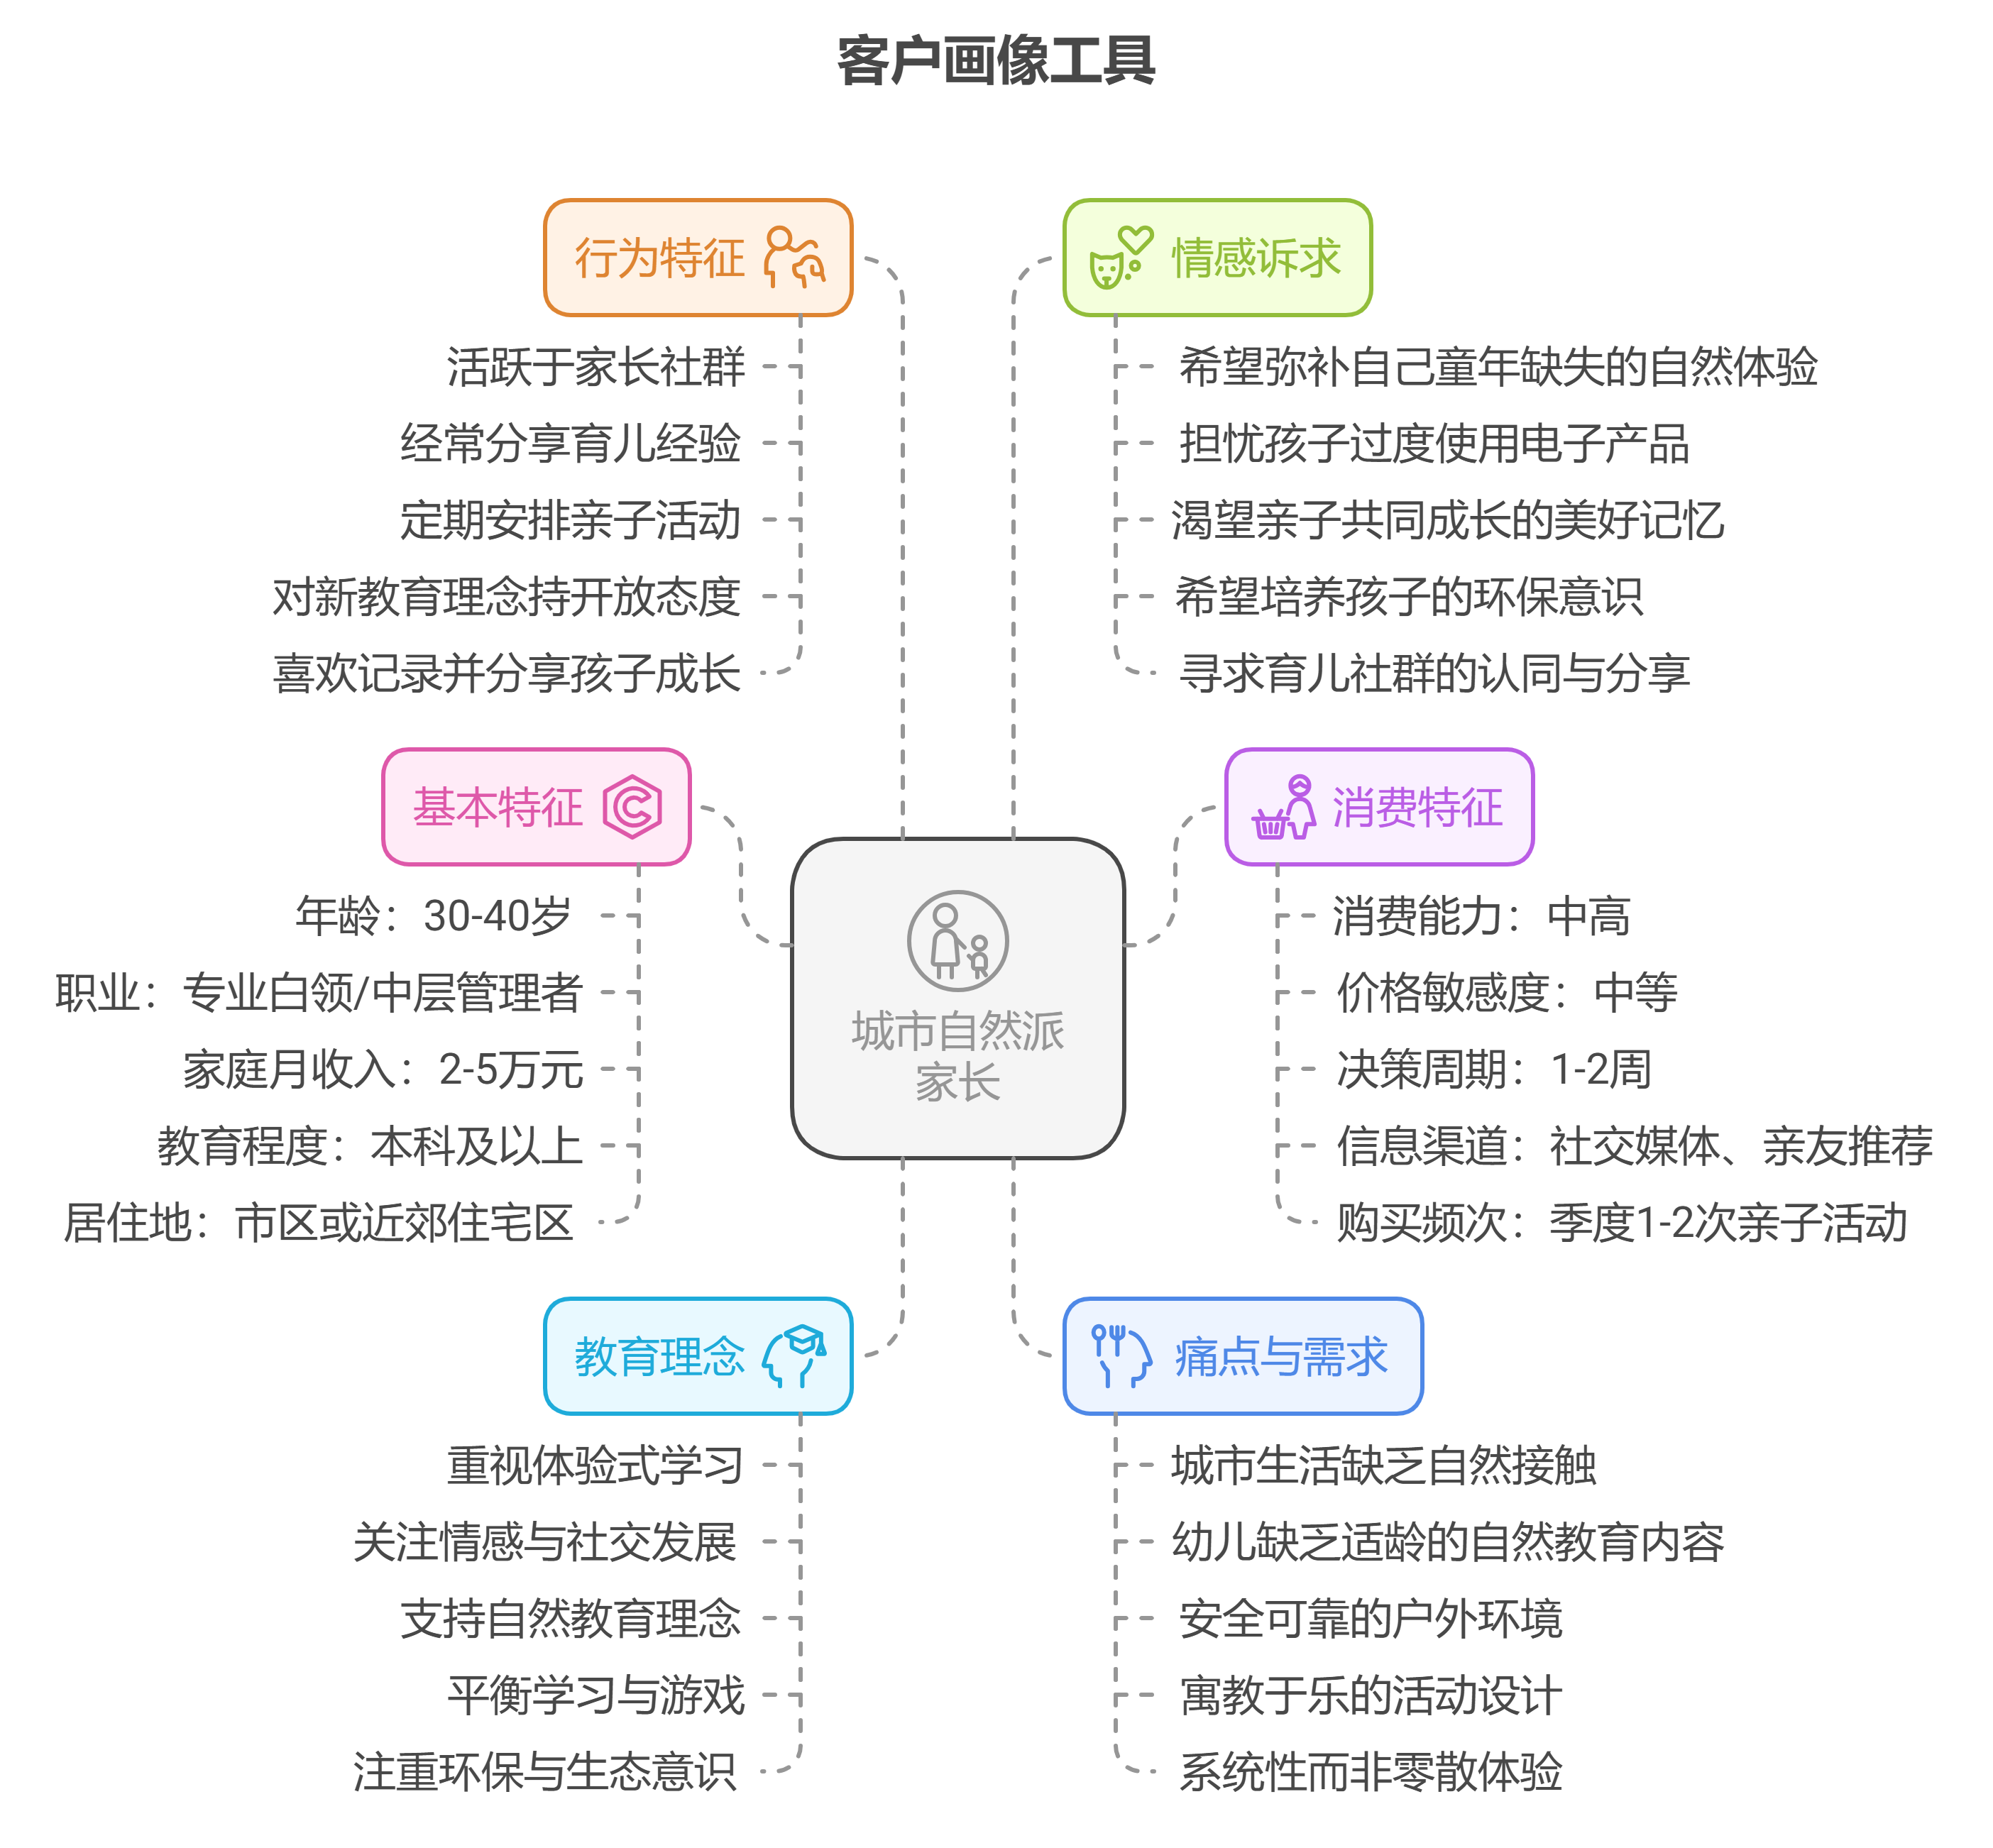 客户画像工具
行为特征
活跃于家长社群
经常分享育儿经验
定期安排亲子活动
对新教育理念持开放态度
喜欢记录并分享孩子成长
情感诉求
希望弥补自己童年缺失的自然体验
担忧孩子过度使用电子产品
渴望亲子共同成长的美好记忆
希望培养孩子的环保意识
寻求育儿社群的认同与分享
基本特征
年龄：30-40岁
职业：专业白领/中层管理者
家庭月收入：2-5万元
教育程度：本科及以上
居住地：市区或近郊住宅区
城市自然派
家长
消费特征
消费能力：中高
价格敏感度：中等
决策周期：1-2周
信息渠道：社交媒体、亲友推荐
购买频次：季度1-2次亲子活动
教育理念
重视体验式学习
关注情感与社交发展
支持自然教育理念
平衡学习与游戏
注重环保与生态意识
痛点与需求
城市生活缺乏自然接触
幼儿缺乏适龄的自然教育内容
安全可靠的户外环境
寓教于乐的活动设计
系统性而非零散体验